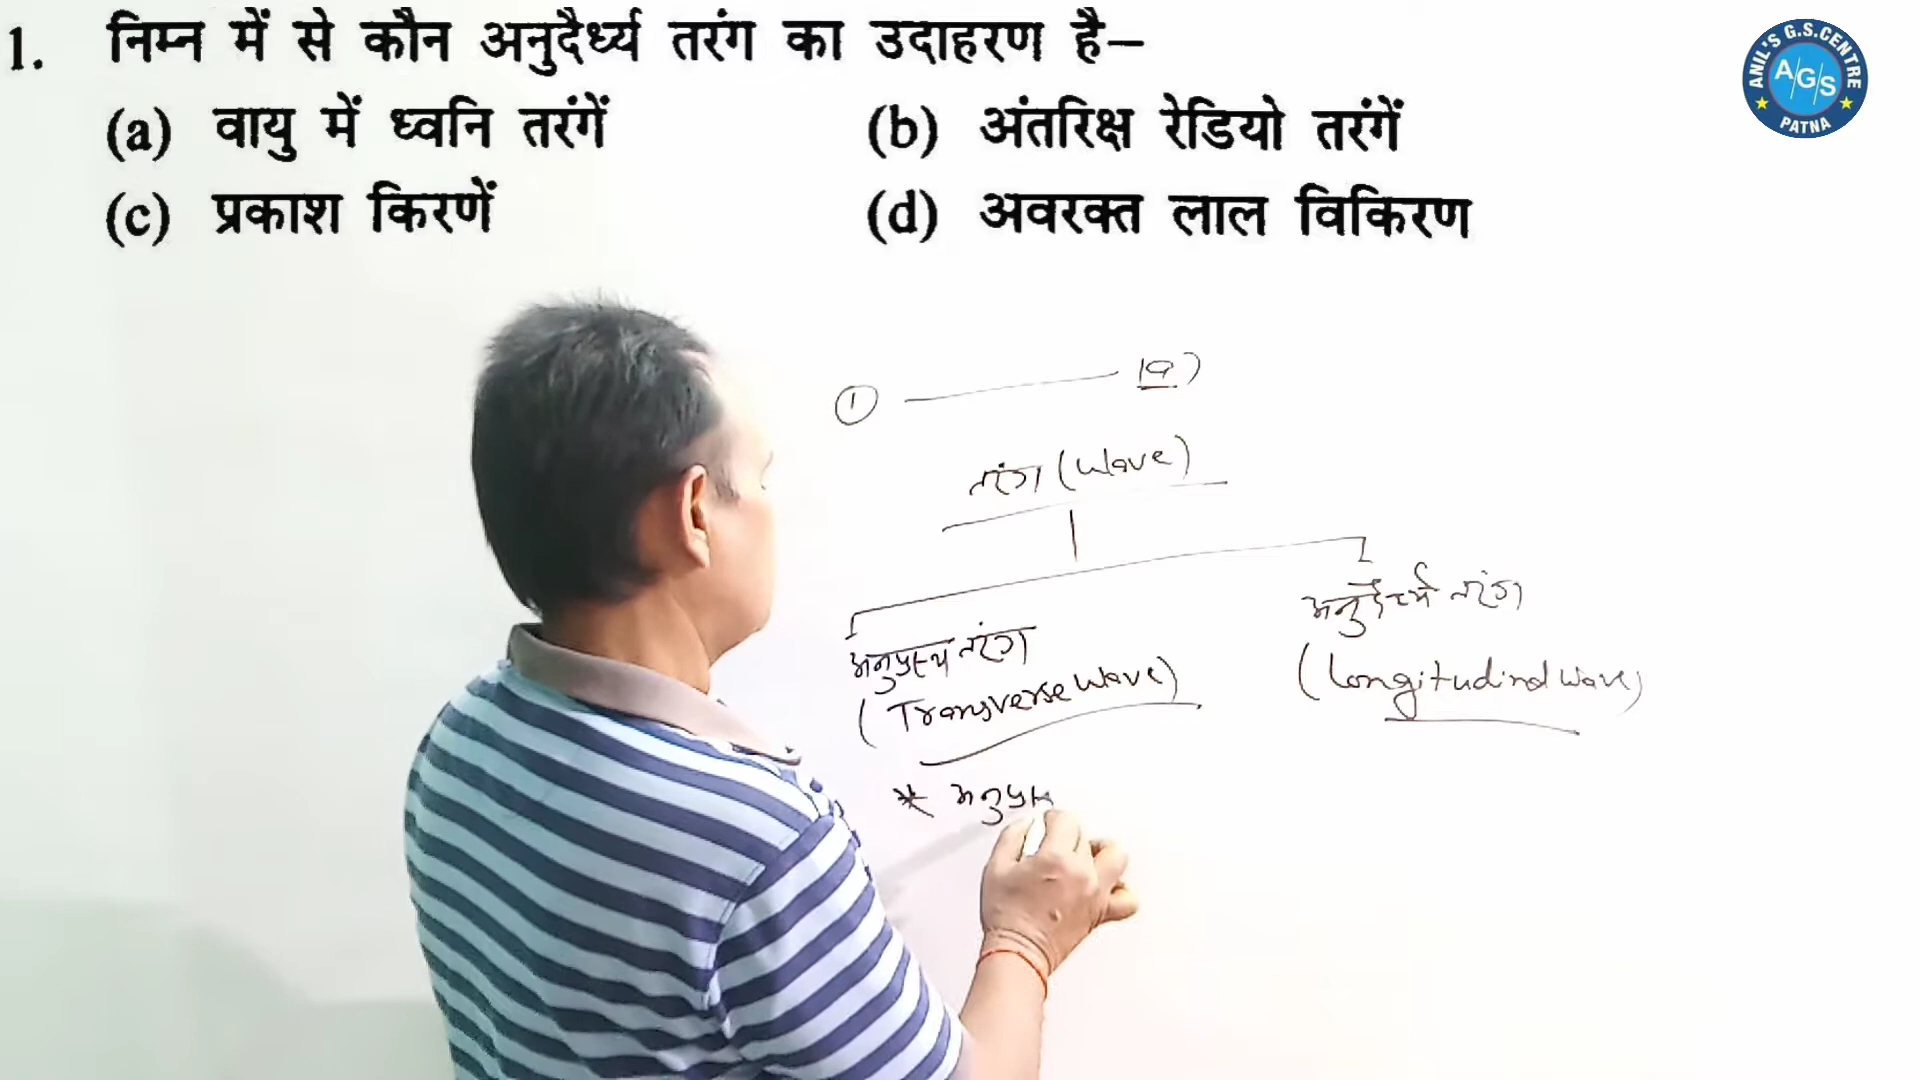 1. निम्न में से कौन अनुदैर्ध्य तरंग का उदाहरण है–
(a) वायु में ध्वनि तरंगें
(b) अंतरिक्ष रेडियो तरंगें
(c) प्रकाश किरणें
(d) अवरक्त लाल विकिरण
ANIL'S G.S.CENTRE
A/G/S
PATNA
① (a)
तरंग (Wave)
अनुप्रस्थ तरंग
(Transverse Wave)
अनुदैर्ध्य तरंग
(Longitudinal Wave)
* अनुप्रस